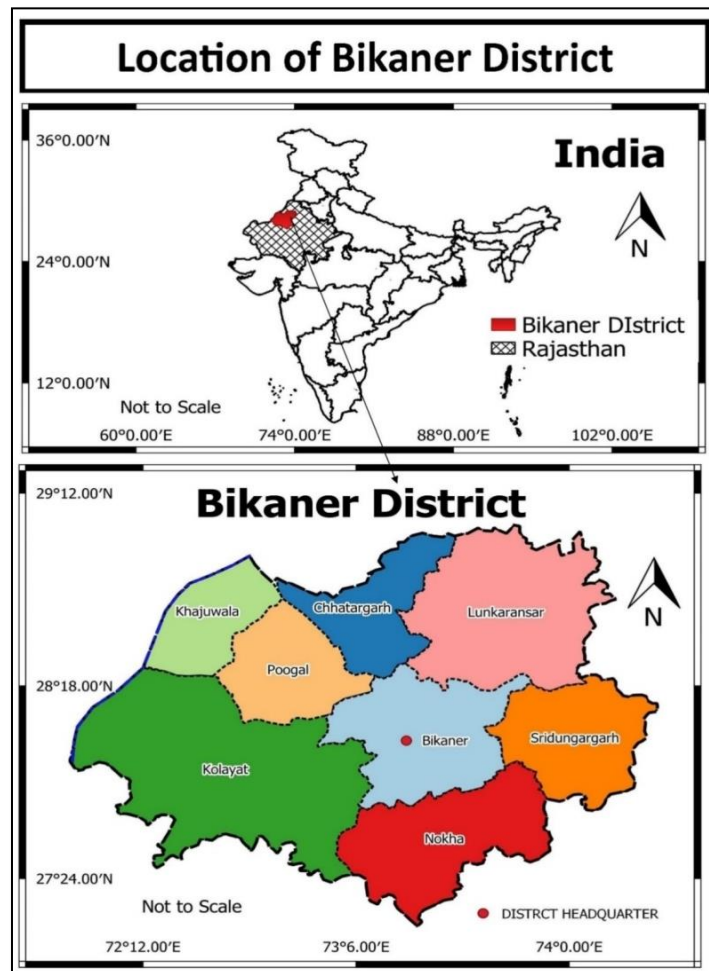 Location of Bikaner District
36°0.00'N
India
N
24°0.00'N
Bikaner DIstrict
Rajasthan
12°0.00'N
Not to Scale
60°0.00'E
74°0.00'E
88°0.00'E
102°0.00'E
29°12.00'N
Bikaner District
N
Khajuwala
Chhatargarh
Lunkaransar
Poogal
28°18.00'N
Bikaner
Sridungargarh
Kolayat
Nokha
27°24.00'N
Not to Scale
DISTRCT HEADQUARTER
72°12.00'E
73°6.00'E
74°0.00'E